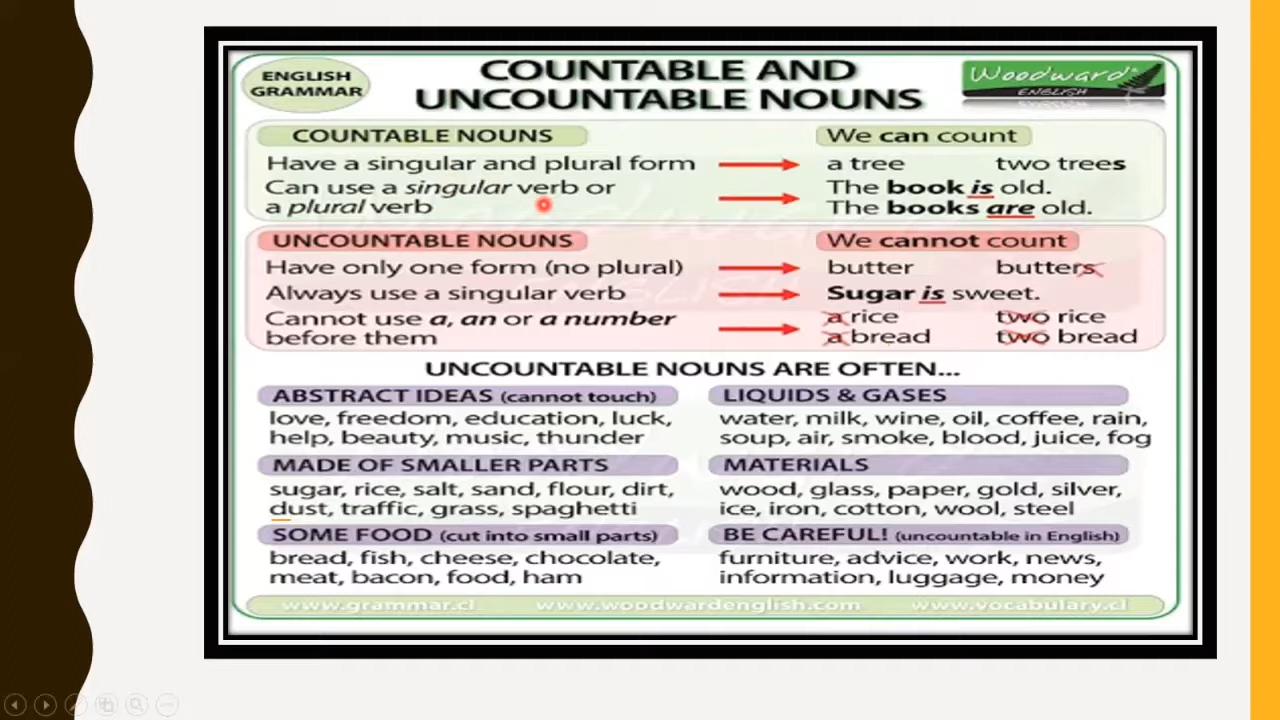 ENGLISH
GRAMMAR
COUNTABLE AND
UNCOUNTABLE NOUNS
Woodward®
ENGLISH
COUNTABLE NOUNS
We can count
Have a singular and plural form
a tree two trees
Can use a singular verb or
a plural verb
The book is old.
The books are old.
UNCOUNTABLE NOUNS
We cannot count
Have only one form (no plural)
butter butters
Always use a singular verb
Sugar is sweet.
Cannot use a, an or a number
before them
a rice two rice
a bread two bread
UNCOUNTABLE NOUNS ARE OFTEN...
ABSTRACT IDEAS (cannot touch)
love, freedom, education, luck,
help, beauty, music, thunder
LIQUIDS & GASES
water, milk, wine, oil, coffee, rain,
soup, air, smoke, blood, juice, fog
MADE OF SMALLER PARTS
sugar, rice, salt, sand, flour, dirt,
dust, traffic, grass, spaghetti
MATERIALS
wood, glass, paper, gold, silver,
ice, iron, cotton, wool, steel
SOME FOOD (cut into small parts)
bread, fish, cheese, chocolate,
meat, bacon, food, ham
BE CAREFUL! (uncountable in English)
furniture, advice, work, news,
information, luggage, money
www.grammar.cl www.woodwardenglish.com www.vocabulary.cl